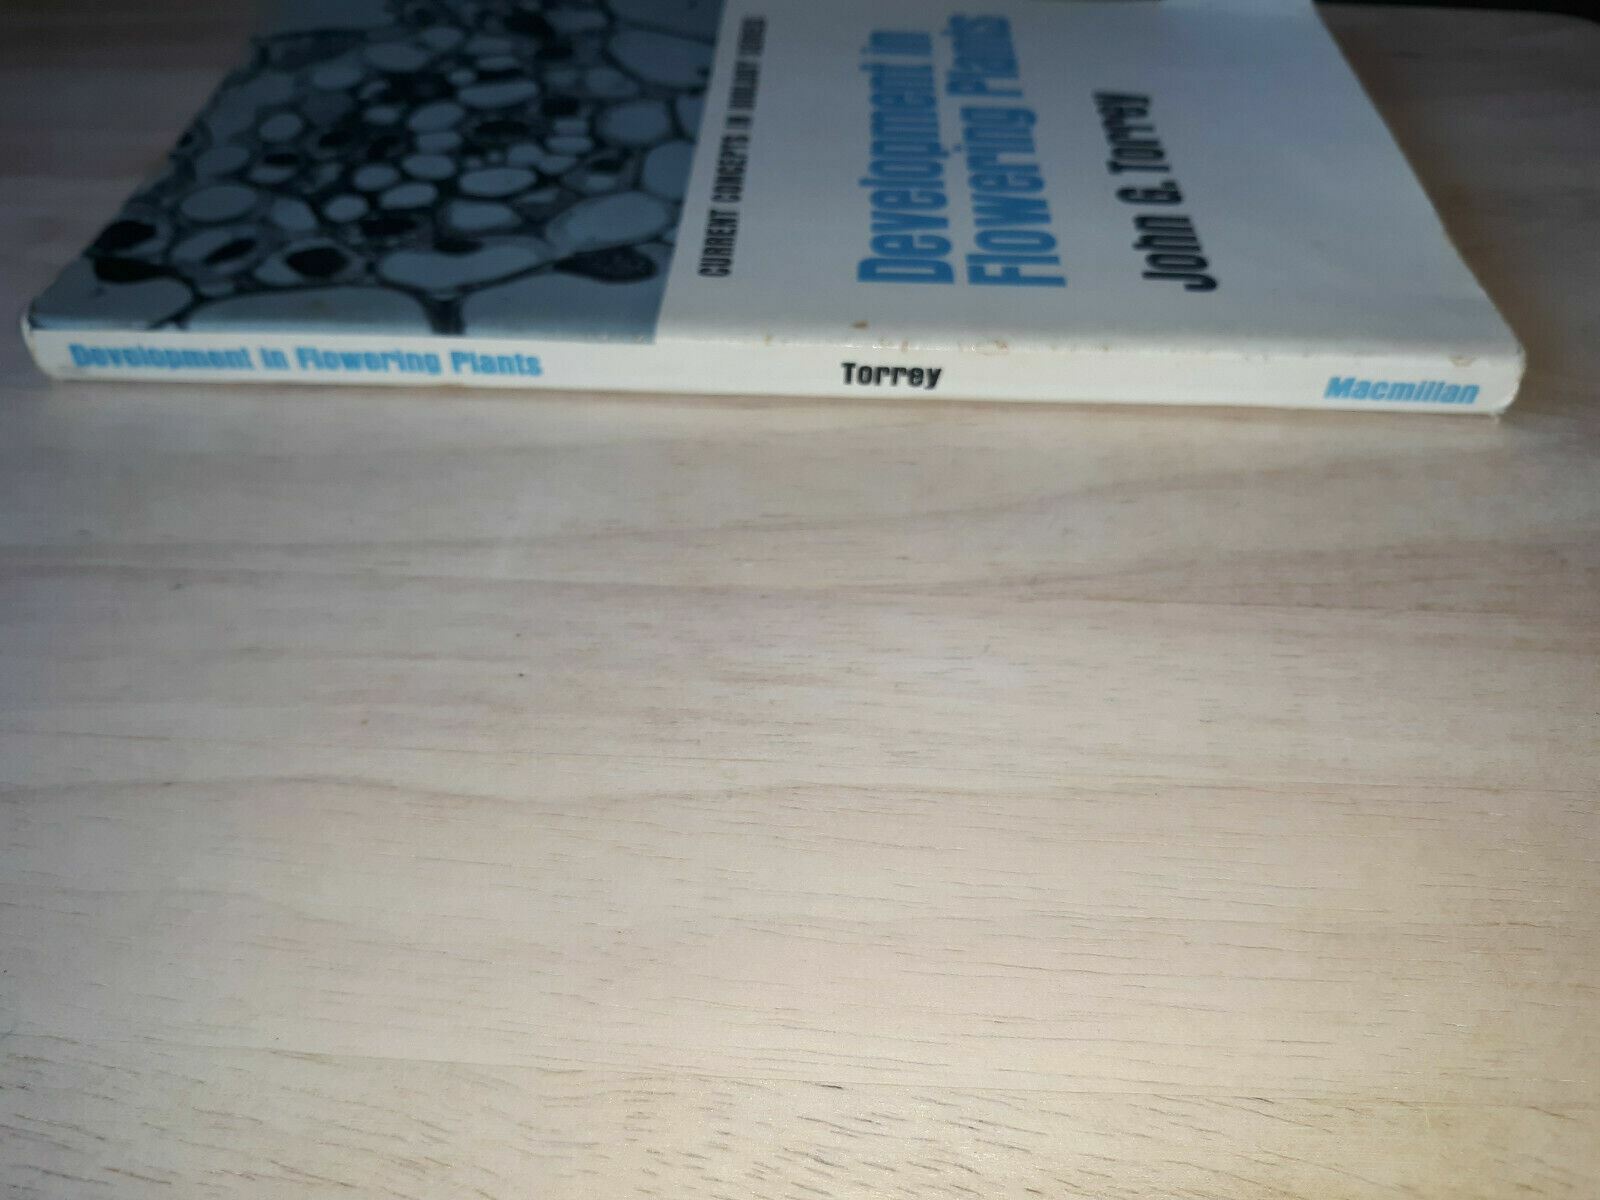 CURRENT CONCEPTS IN BIOLOGY SERIES
Development in
Flowering Plants
John G. Torrey
Development in Flowering Plants
Torrey
Macmillan